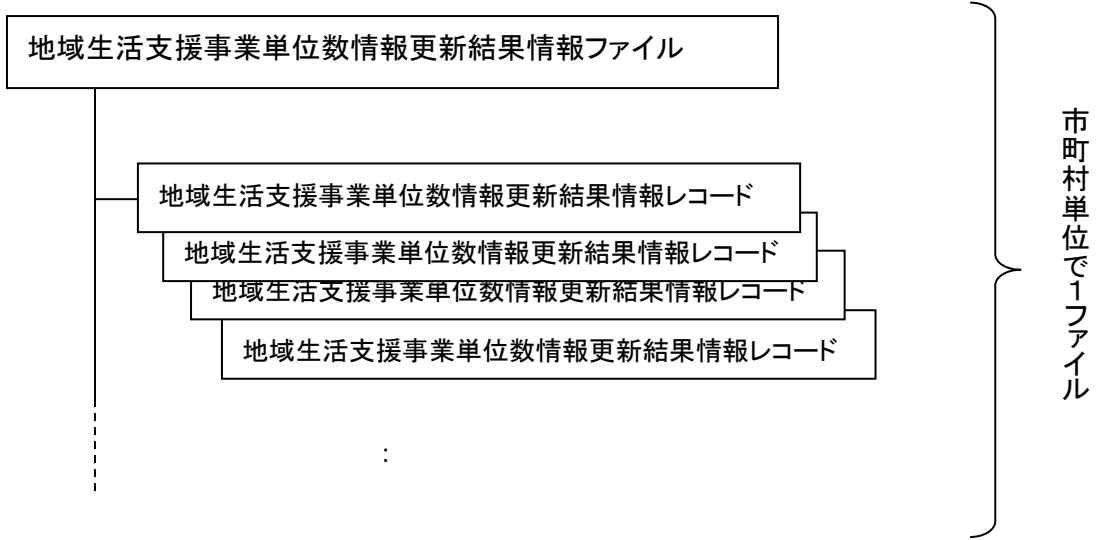 地域生活支援事業単位数情報更新結果情報ファイル
地域生活支援事業単位数情報更新結果情報レコード
地域生活支援事業単位数情報更新結果情報レコード
地域生活支援事業単位数情報更新結果情報レコード
地域生活支援事業単位数情報更新結果情報レコード
:
市町村単位で1ファイル